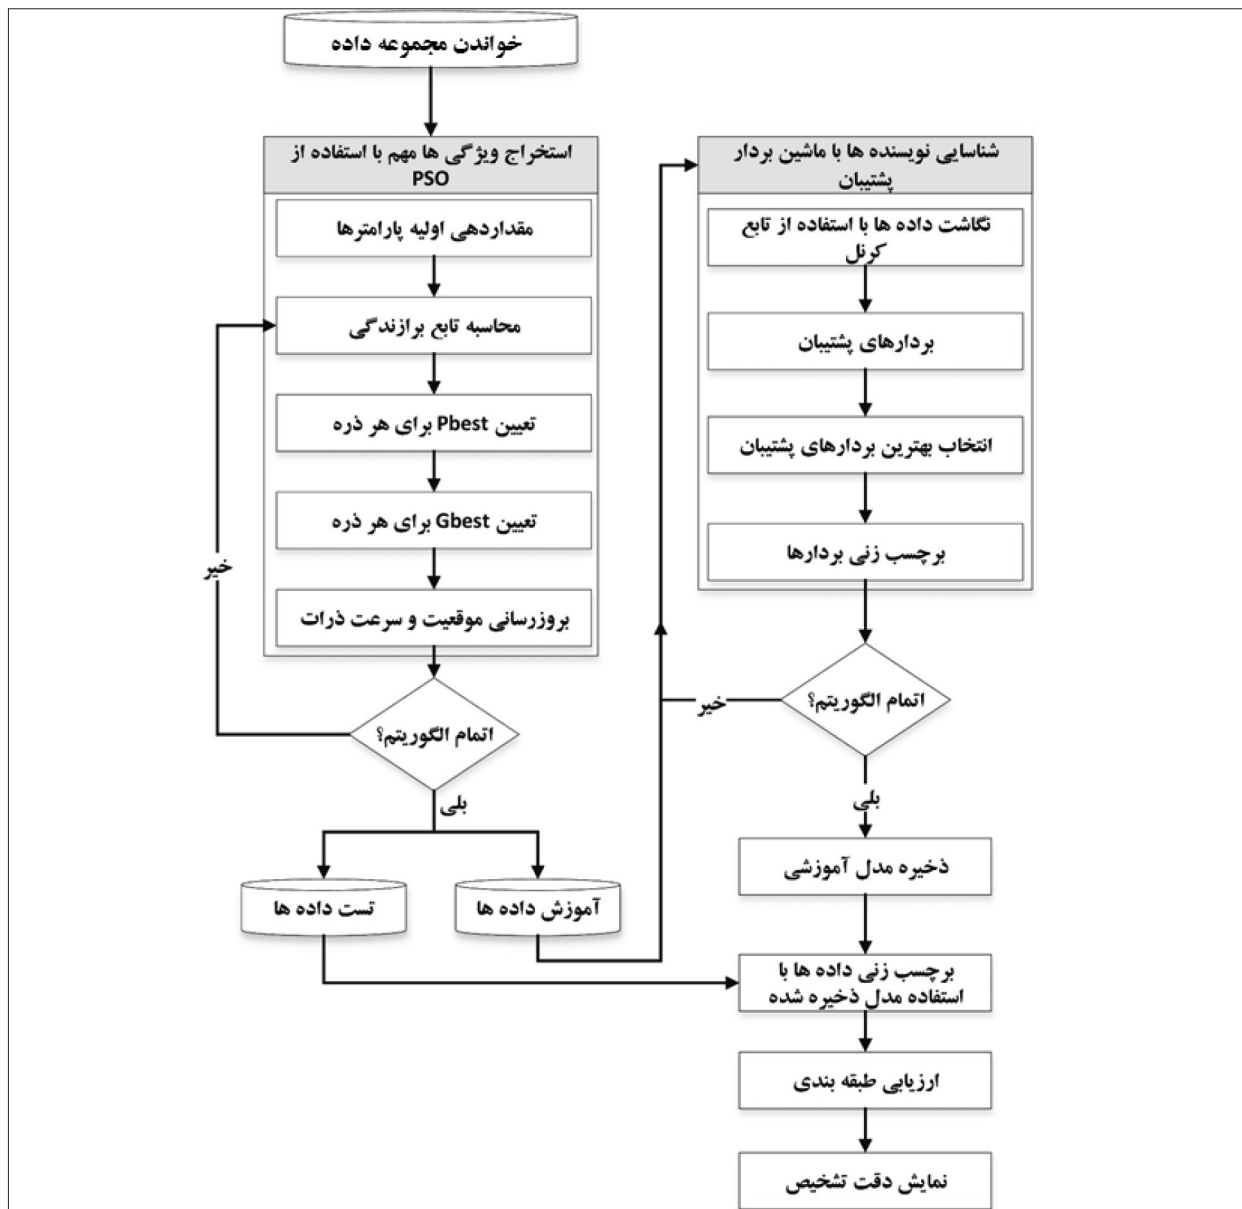 خواندن مجموعه داده
استخراج ویژگی ها مهم با استفاده از
PSO
مقداردهی اولیه پارامترها
محاسبه تابع برازندگی
تعیین Pbest برای هر ذره
تعیین Gbest برای هر ذره
بروزرسانی موقعیت و سرعت ذرات
خیر
اتمام الگوریتم؟
بلی
تست داده ها
آموزش داده ها
شناسایی نویسنده ها با ماشین بردار
پشتیبان
نگاشت داده ها با استفاده از تابع
کرنل
بردارهای پشتیبان
انتخاب بهترین بردارهای پشتیبان
برچسب زنی بردارها
اتمام الگوریتم؟
خیر
بلی
ذخیره مدل آموزشی
برچسب زنی داده ها با
استفاده مدل ذخیره شده
ارزیابی طبقه بندی
نمایش دقت تشخیص